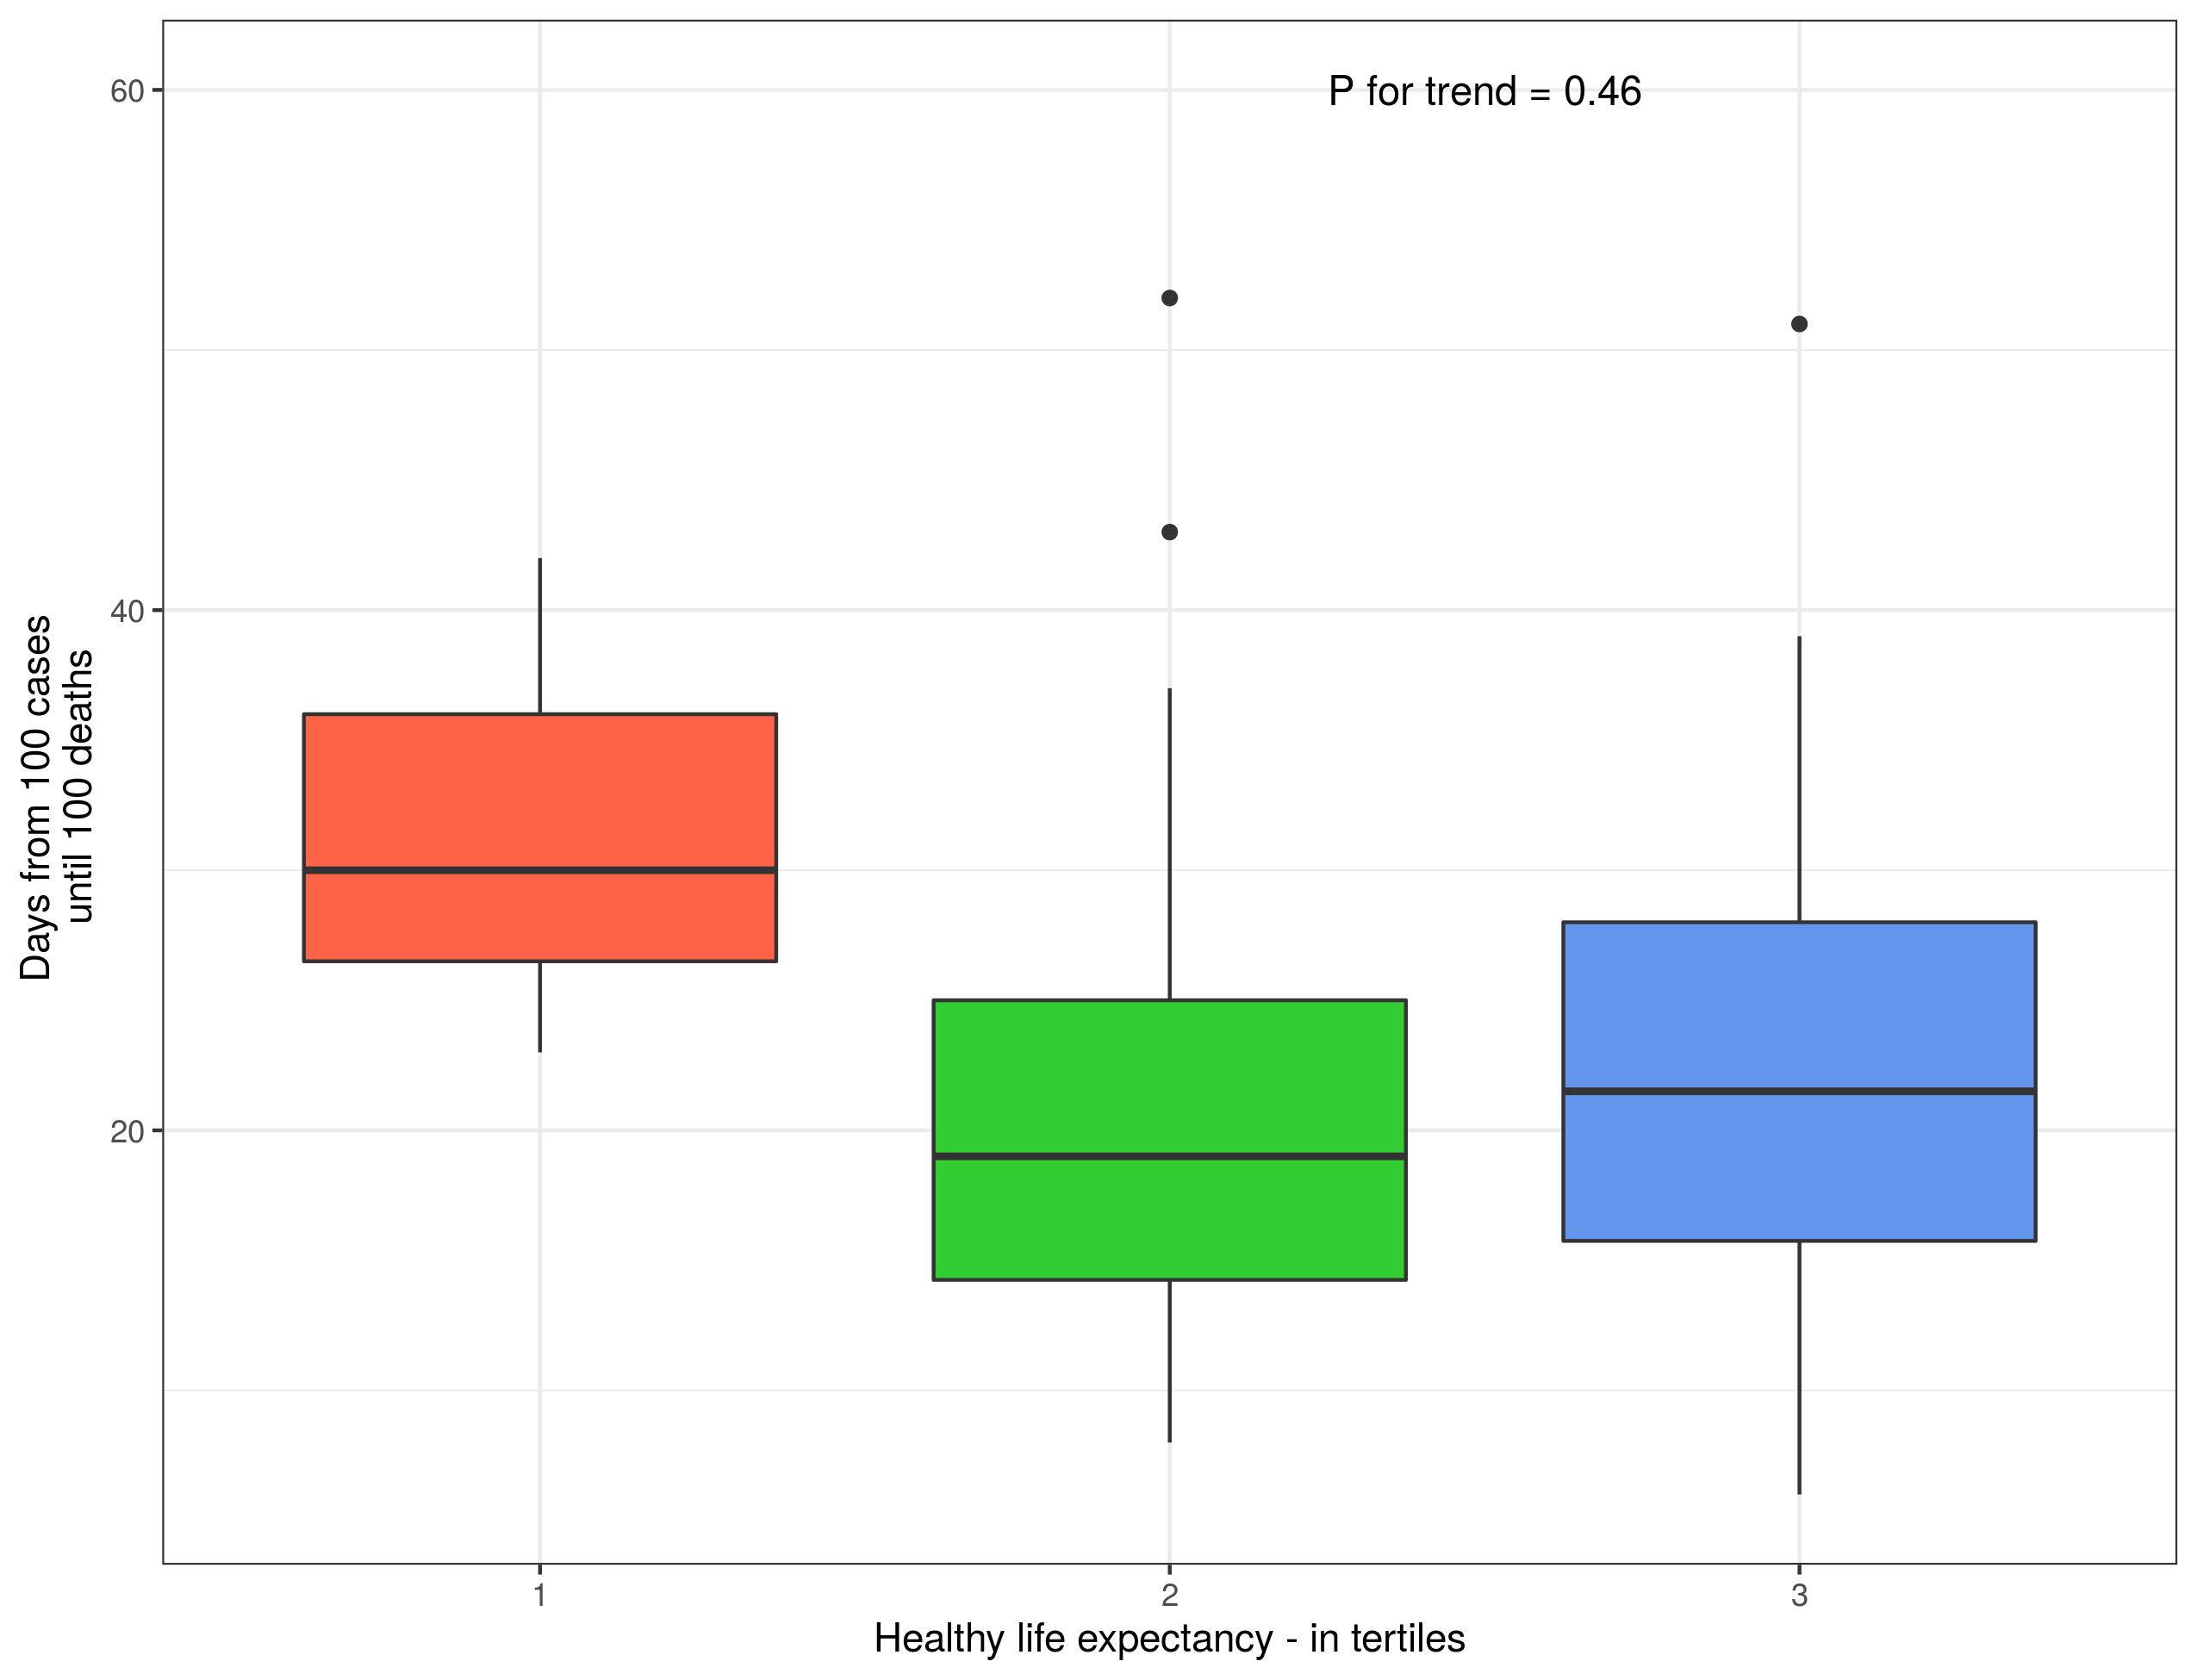 P for trend = 0.46
60
40
20
Days from 100 cases
until 100 deaths
1
2
3
Healthy life expectancy - in tertiles